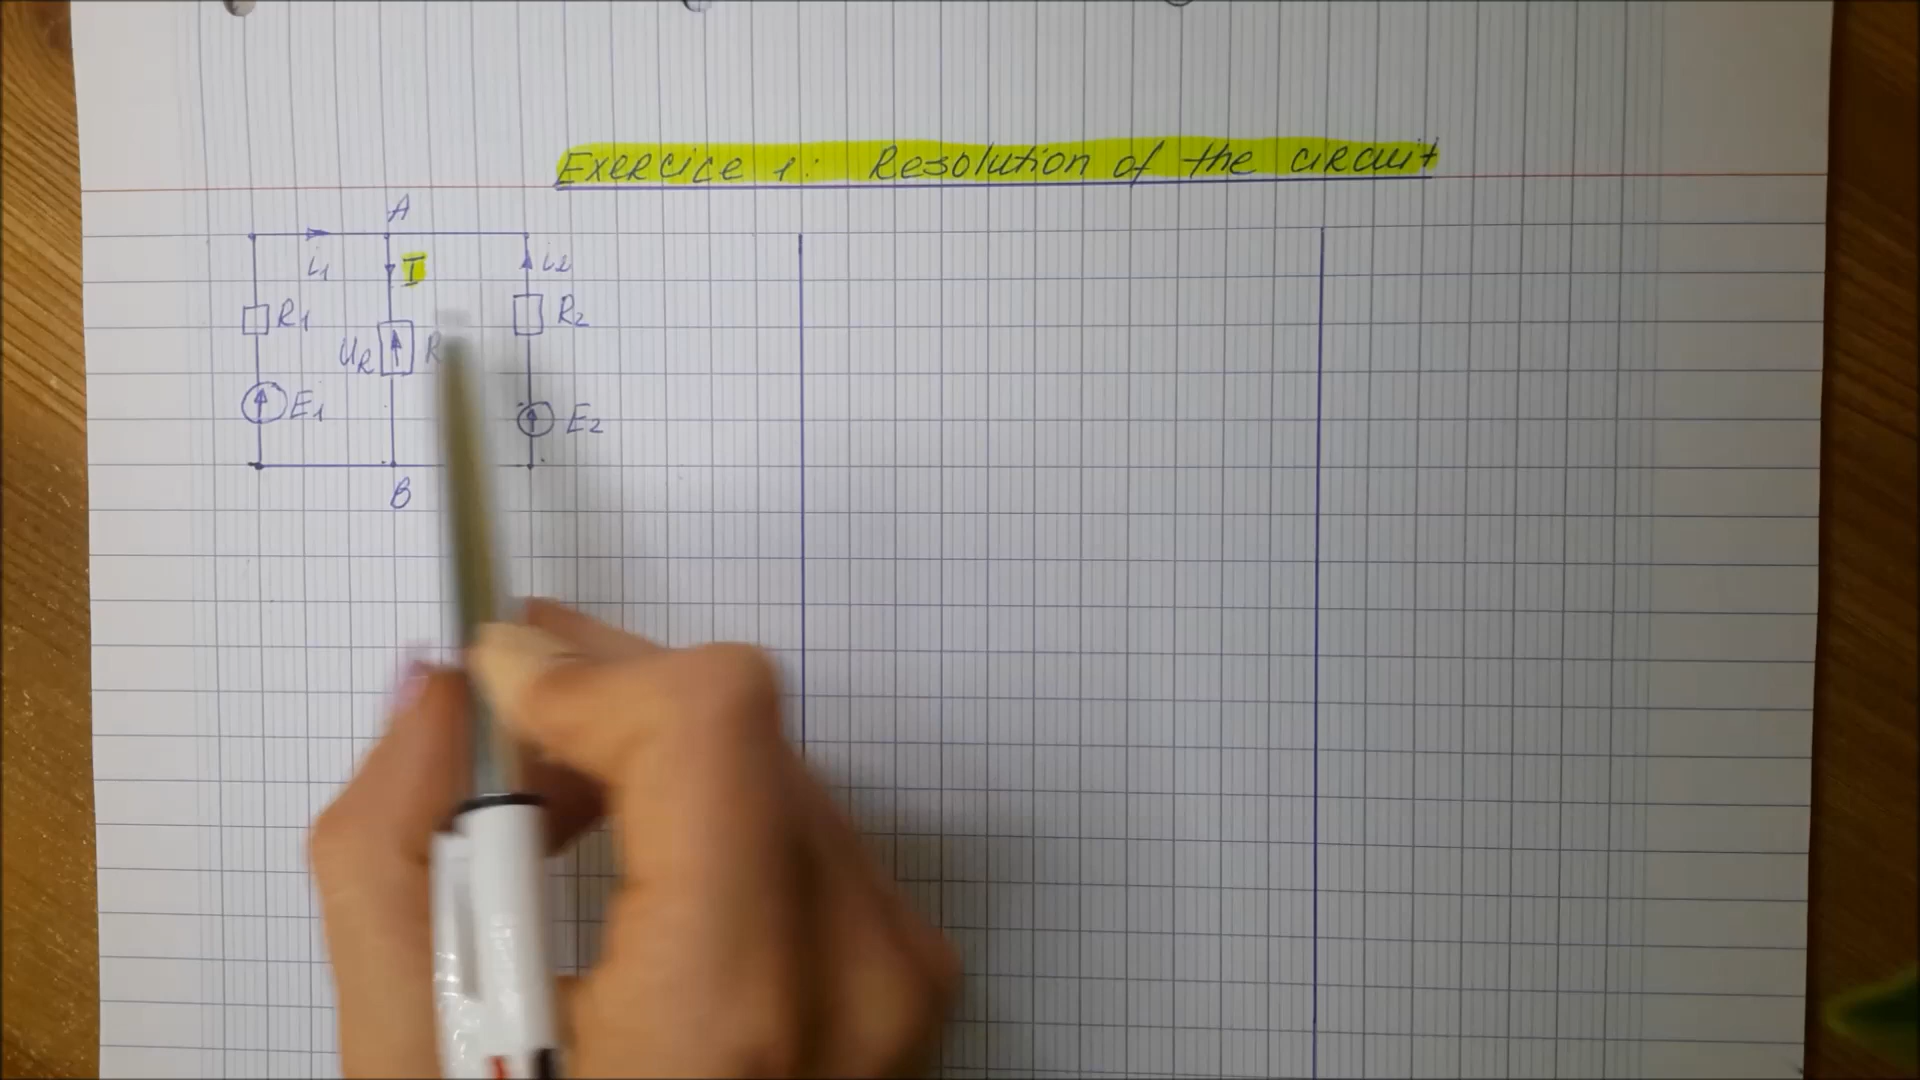 Exercice 1: Resolution of the circuit
A
i1
I
i2
R1
R2
UR
R
E1
E2
B